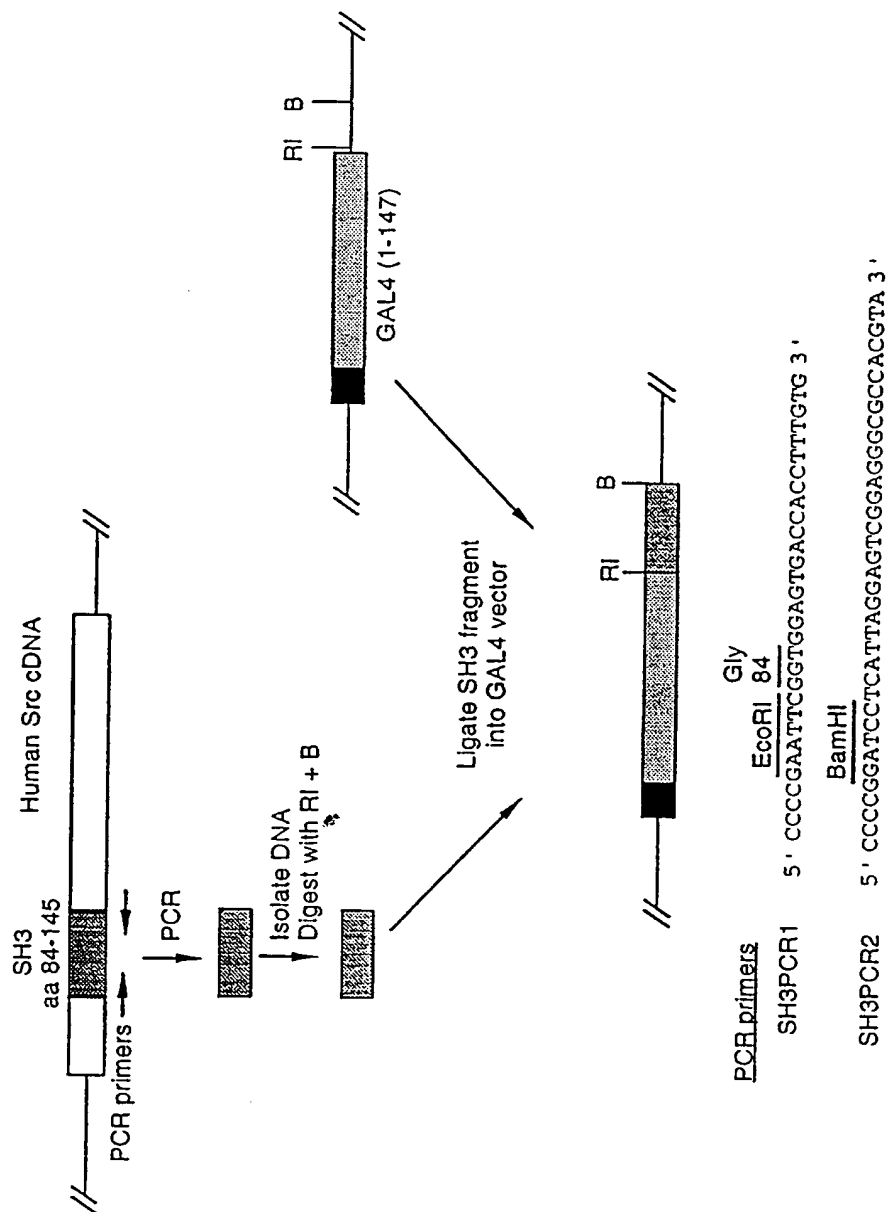 SH3
aa 84-145
Human Src cDNA
PCR primers
PCR
Isolate DNA
Digest with RI + B
RI
B
GAL4 (1-147)
Ligate SH3 fragment
into GAL4 vector
RI
B
PCR primers
EcoRI
Gly
84
SH3PCR1 5' CCCCGAATTCGGTGGAGTGACCACCTTTGTG 3'
BamHI
SH3PCR2 5' CCCCGGATCCTCATTAGGAGTCGGAGGGCGCCACGTA 3'